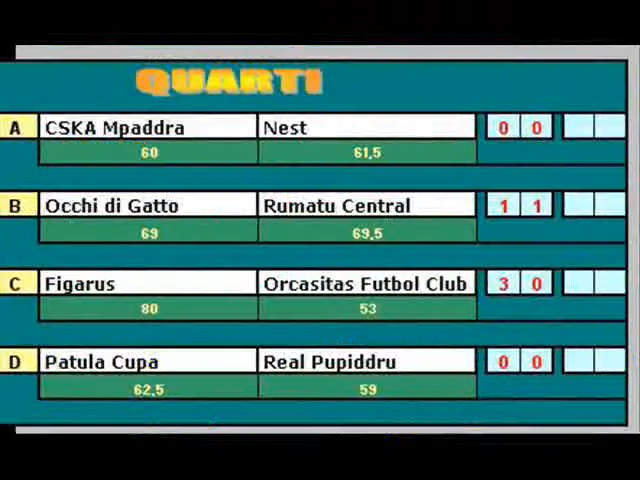 QUARTI
A CSKA Mpaddra Nest 0 0
60 61,5
B Occhi di Gatto Rumatu Central 1 1
69 69,5
C Figarus Orcasitas Futbol Club 3 0
80 53
D Patula Cupa Real Pupiddru 0 0
62,5 59